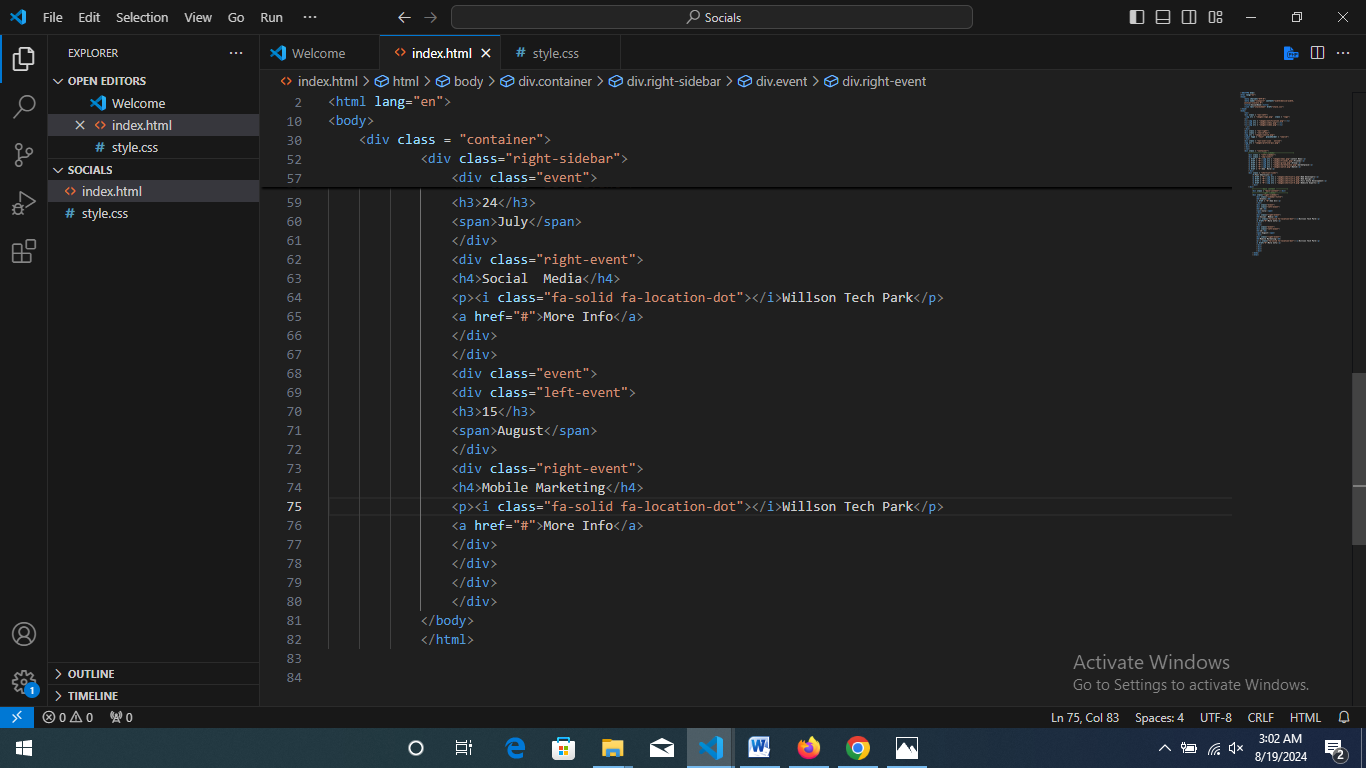 File Edit Selection View Go Run ··· Socials
EXPLORER ···
OPEN EDITORS
Welcome
index.html
# style.css
SOCIALS
index.html
# style.css
OUTLINE
TIMELINE
Welcome index.html # style.css
index.html > html > body > div.container > div.right-sidebar > div.event > div.right-event
2 <html lang="en">
10 <body>
30 <div class = "container">
52 <div class="right-sidebar">
57 <div class="event">
59 <h3>24</h3>
60 <span>July</span>
61 </div>
62 <div class="right-event">
63 <h4>Social  Media</h4>
64 <p><i class="fa-solid fa-location-dot"></i>Willson Tech Park</p>
65 <a href="#">More Info</a>
66 </div>
67 </div>
68 <div class="event">
69 <div class="left-event">
70 <h3>15</h3>
71 <span>August</span>
72 </div>
73 <div class="right-event">
74 <h4>Mobile Marketing</h4>
75 <p><i class="fa-solid fa-location-dot"></i>Willson Tech Park</p>
76 <a href="#">More Info</a>
77 </div>
78 </div>
79 </div>
80 </div>
81 </body>
82 </html>
83
84
Activate Windows
Go to Settings to activate Windows.
1
0 0 0 Ln 75, Col 83 Spaces: 4 UTF-8 CRLF HTML
3:02 AM
8/19/2024
2